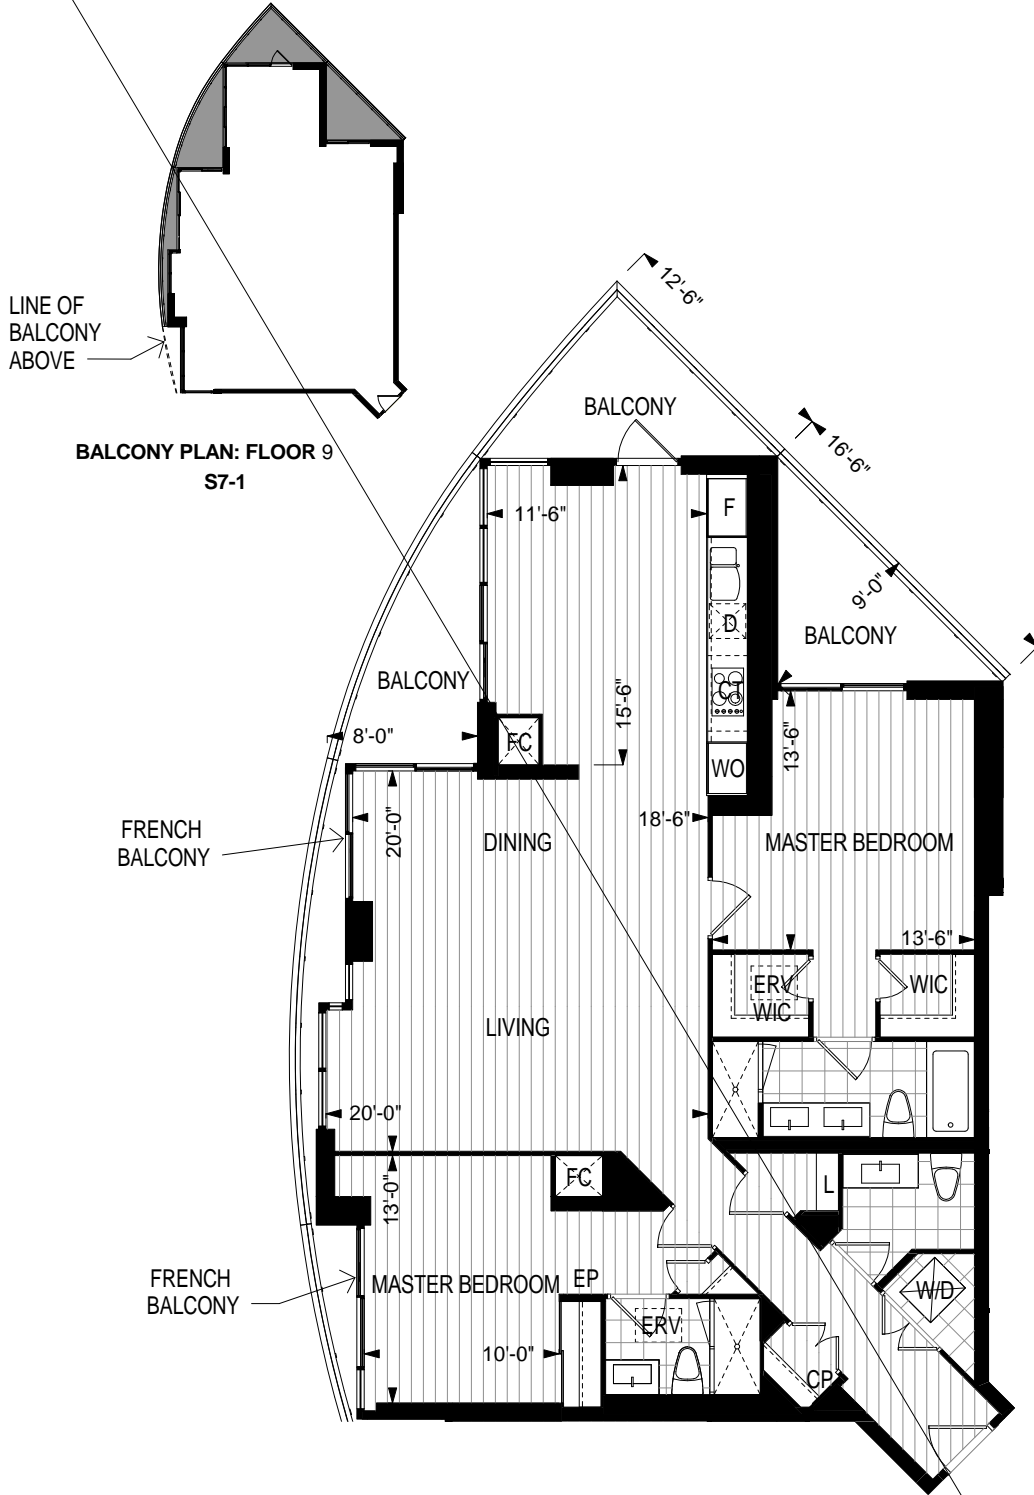 LINE OF
BALCONY
ABOVE
BALCONY PLAN: FLOOR 9
S7-1
12'-6"
BALCONY
16'-6"
11'-6"
F
9'-0"
D
BALCONY
BALCONY
CT
15'-6"
8'-0"
FC
13'-6"
WO
FRENCH
BALCONY
20'-0"
DINING
18'-6"
MASTER BEDROOM
13'-6"
ERV
WIC
WIC
LIVING
20'-0"
FC
13'-0"
L
FRENCH
BALCONY
MASTER BEDROOM
EP
W/D
ERV
10'-0"
CP